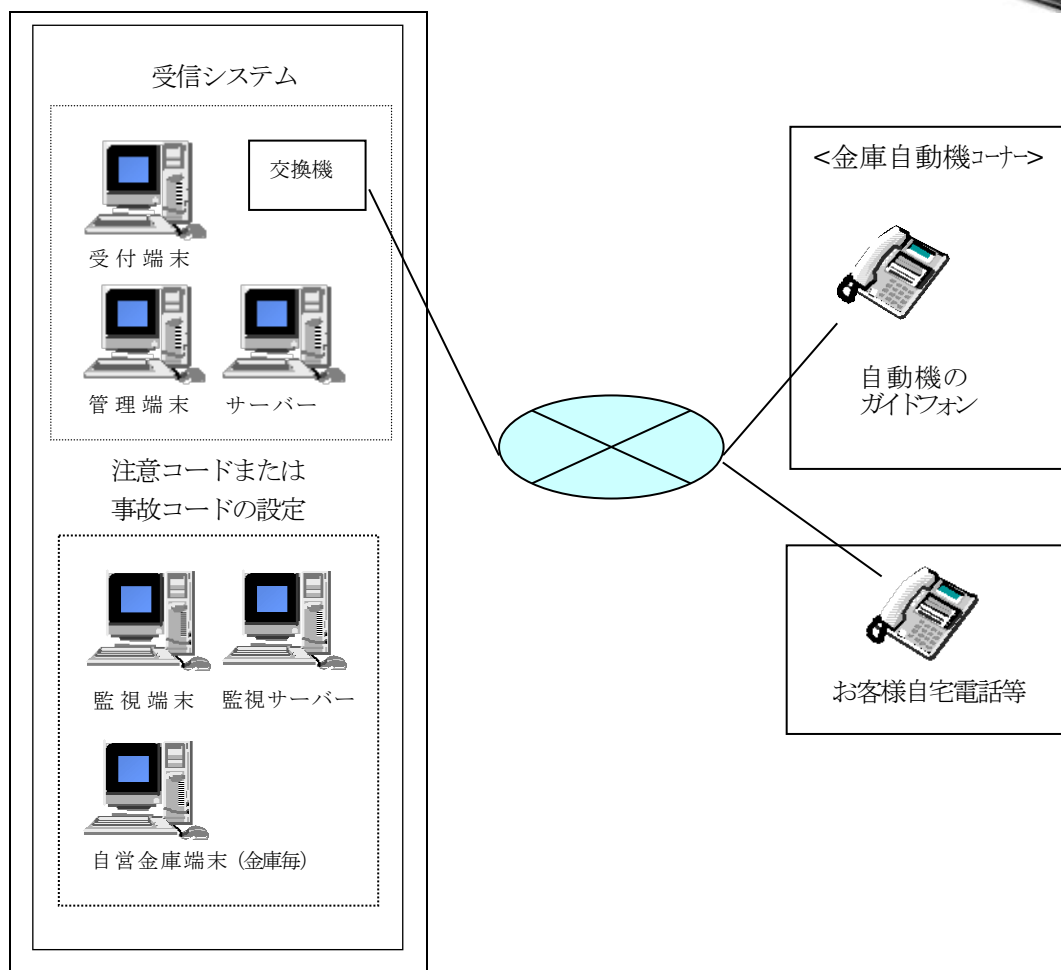 受信システム
交換機
受付端末
管理端末
サーバー
注意コードまたは
事故コードの設定
監視端末
監視サーバー
自営金庫端末 (金庫毎)
<金庫自動機コーナー>
自動機の
ガイドフォン
お客様自宅電話等